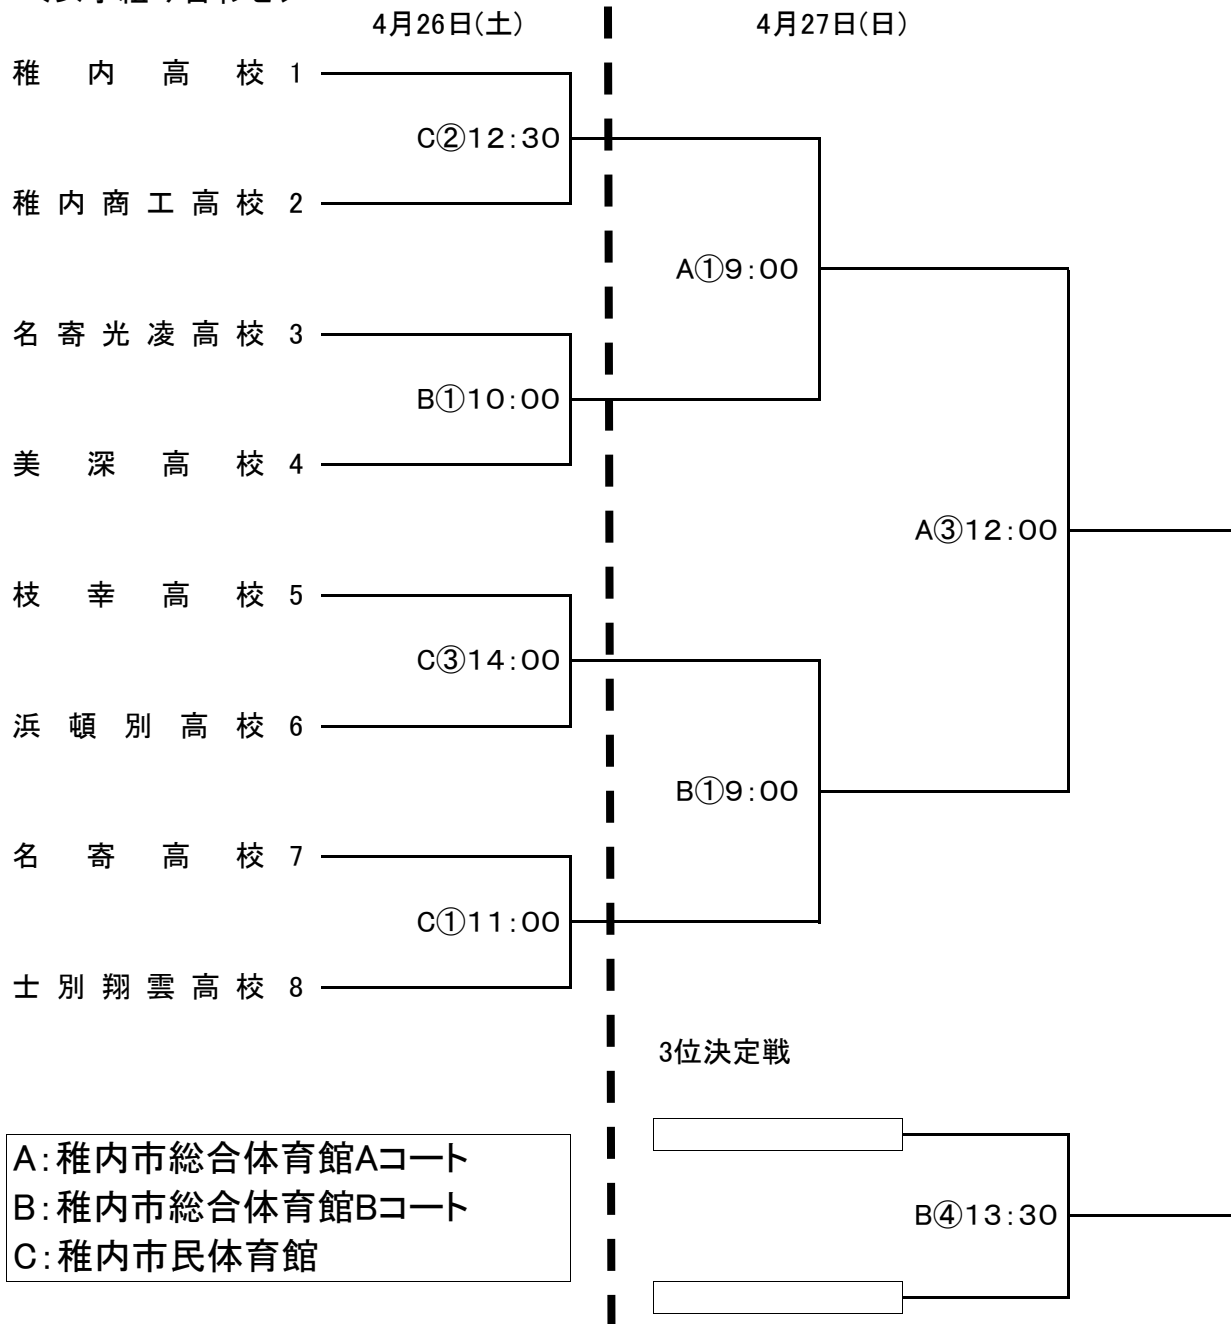 4月26日(土)
4月27日(日)
稚内高校 1
C②12:30
稚内商工高校 2
A①9:00
名寄光凌高校 3
B①10:00
美深高校 4
A③12:00
枝幸高校 5
C③14:00
浜頓別高校 6
B①9:00
名寄高校 7
C①11:00
士別翔雲高校 8
3位決定戦
A:稚内市総合体育館Aコート
B:稚内市総合体育館Bコート
C:稚内市民体育館
B④13:30